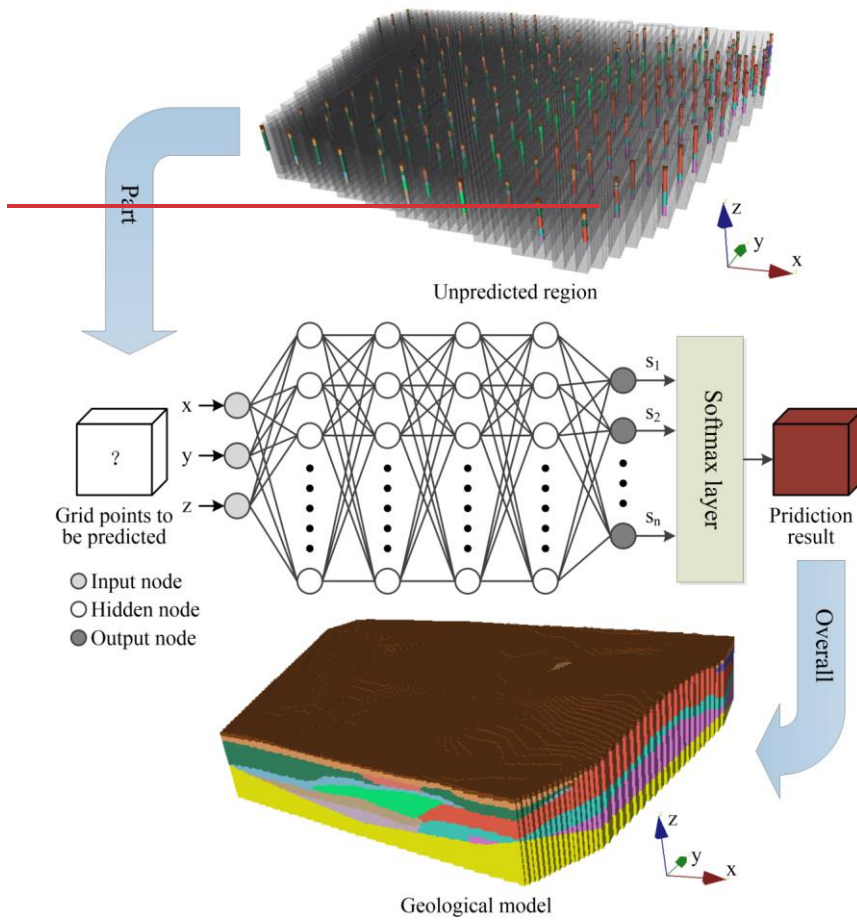 Part
z
y
x
Unpredicted region
x
y
z
?
Grid points to
be predicted
s1
s2
sn
Softmax layer
Pridiction
result
Input node
Hidden node
Output node
Overall
z
y
x
Geological model